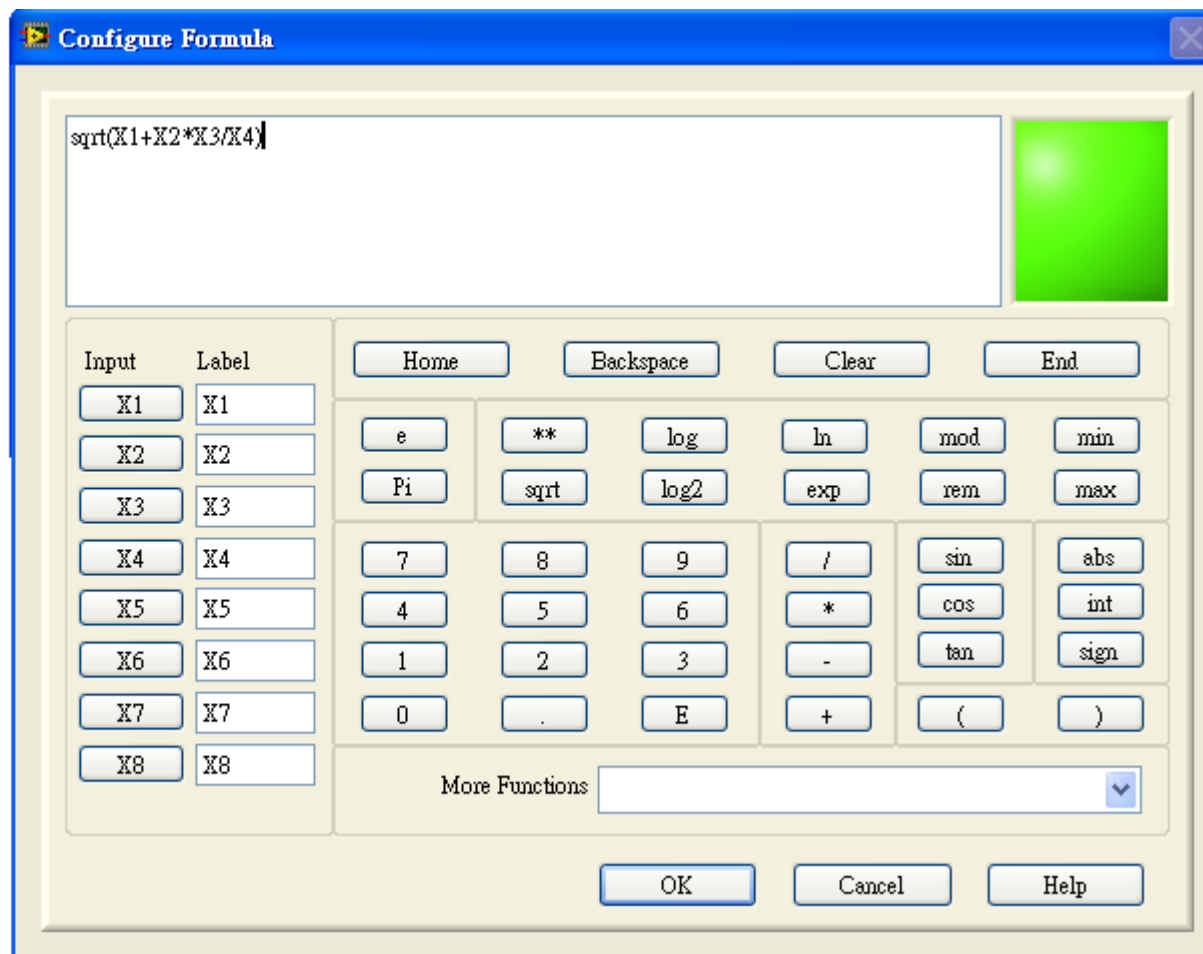 Configure Formula
sqrt(X1+X2*X3/X4)
Input Label
X1 X1
X2 X2
X3 X3
X4 X4
X5 X5
X6 X6
X7 X7
X8 X8
Home Backspace Clear End
e ** log ln mod min
Pi sqrt log2 exp rem max
7 8 9 / sin abs
4 5 6 * cos int
1 2 3 - tan sign
0 . E + ( )
More Functions
OK Cancel Help